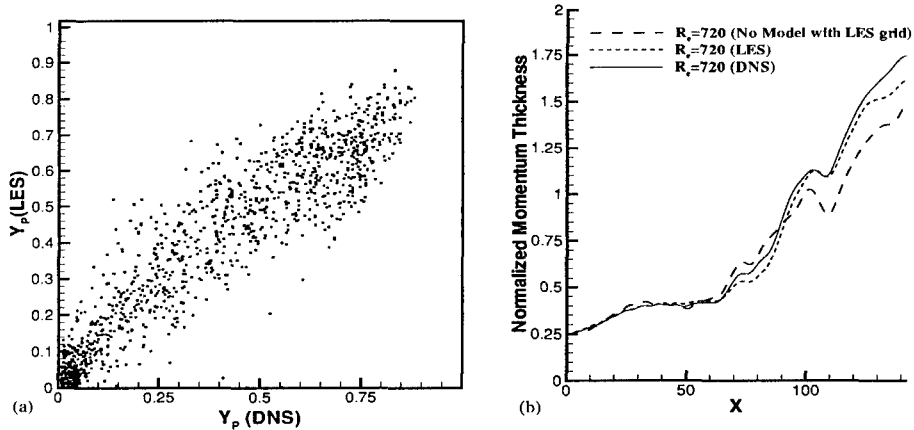 1
0.9
0.8
0.7
0.6
0.5
0.4
0.3
0.2
0.1
0
Y_P(LES)
0 0.25 0.5 0.75
Y_P (DNS)
(a)
2
1.75
1.5
1.25
1
0.75
0.5
0.25
0
Normalized Momentum Thickness
R_e=720 (No Model with LES grid)
R_e=720 (LES)
R_e=720 (DNS)
0 50 100
X
(b)